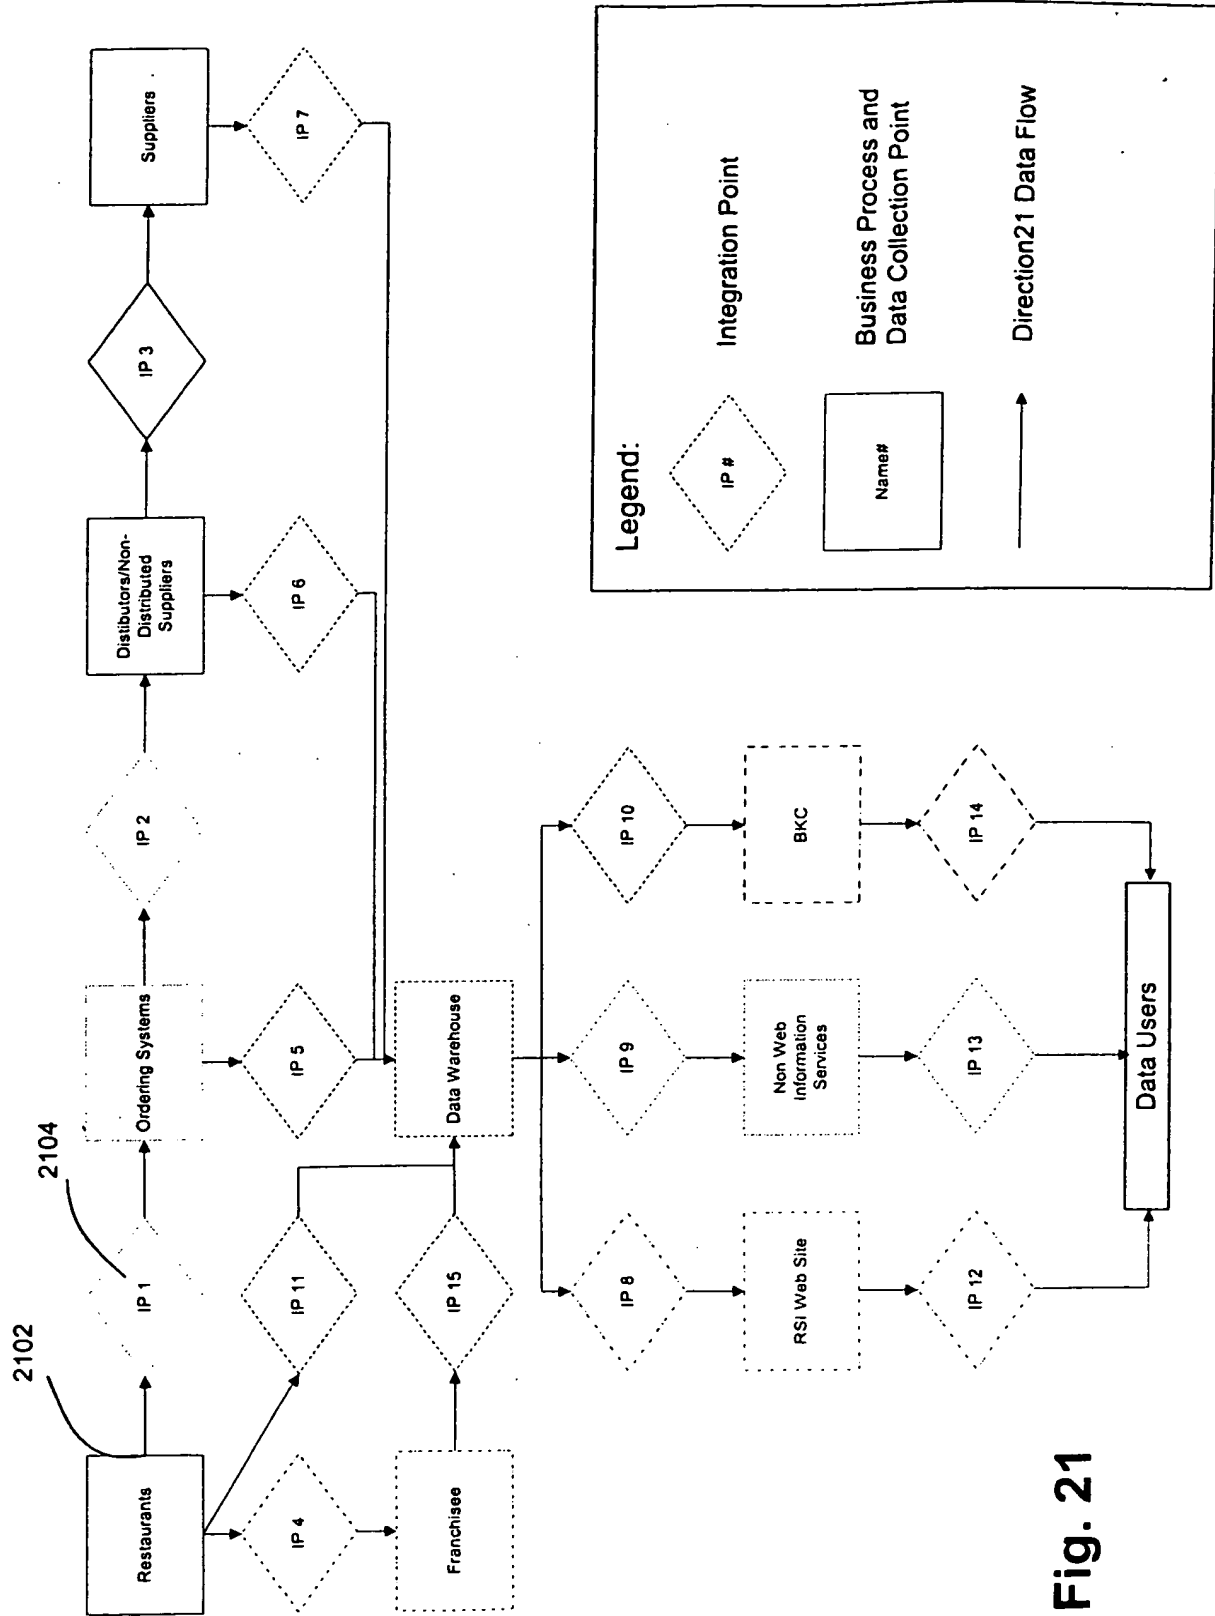 2102
2104
Restaurants
IP 1
Ordering Systems
IP 2
Distibutors/Non-
Distributed
Suppliers
IP 3
Suppliers
IP 4
IP 11
IP 5
IP 6
IP 7
Franchisee
IP 15
Data Warehouse
IP 8
IP 9
IP 10
RSI Web Site
Non Web
Information
Services
BKC
IP 12
IP 13
IP 14
Data Users
Legend:
IP #
Integration Point
Name#
Business Process and
Data Collection Point
Direction21 Data Flow
Fig. 21